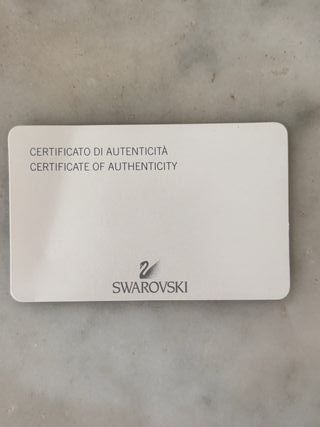 CERTIFICATO DI AUTENTICITÀ
CERTIFICATE OF AUTHENTICITY
SWAROVSKI